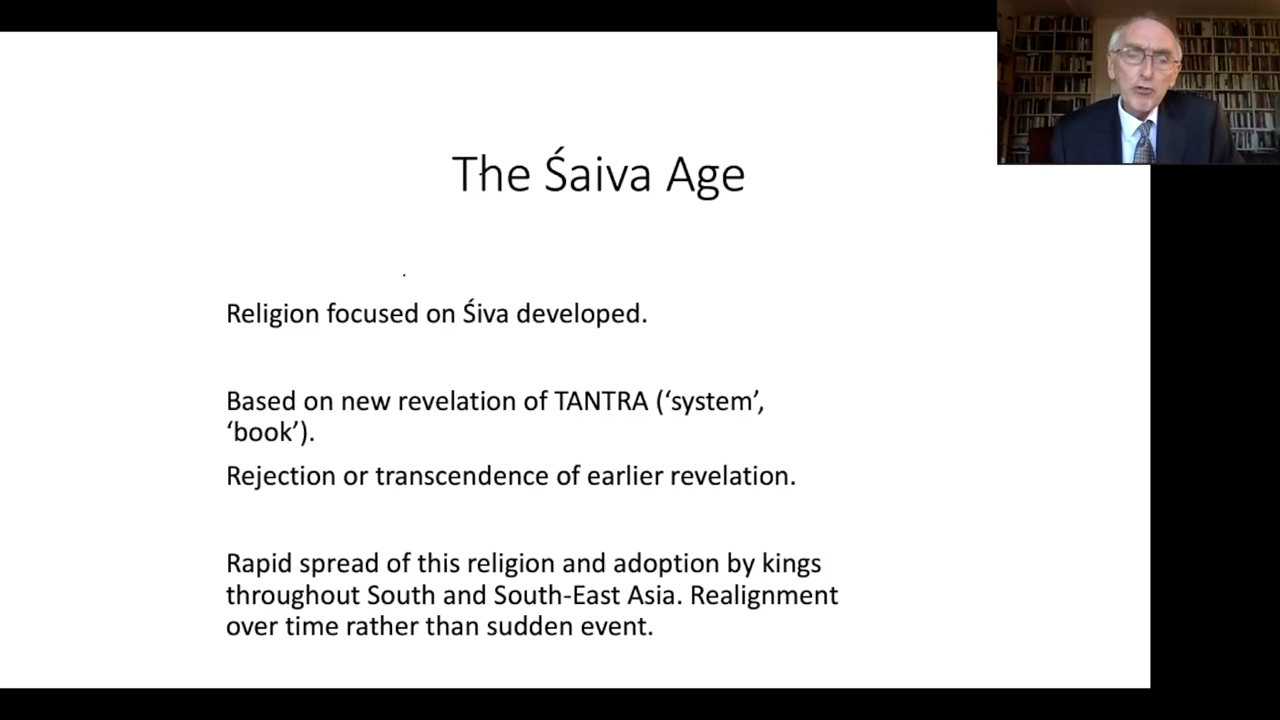 The Śaiva Age
.
Religion focused on Śiva developed.
Based on new revelation of TANTRA (‘system’,
‘book’).
Rejection or transcendence of earlier revelation.
Rapid spread of this religion and adoption by kings
throughout South and South-East Asia. Realignment
over time rather than sudden event.